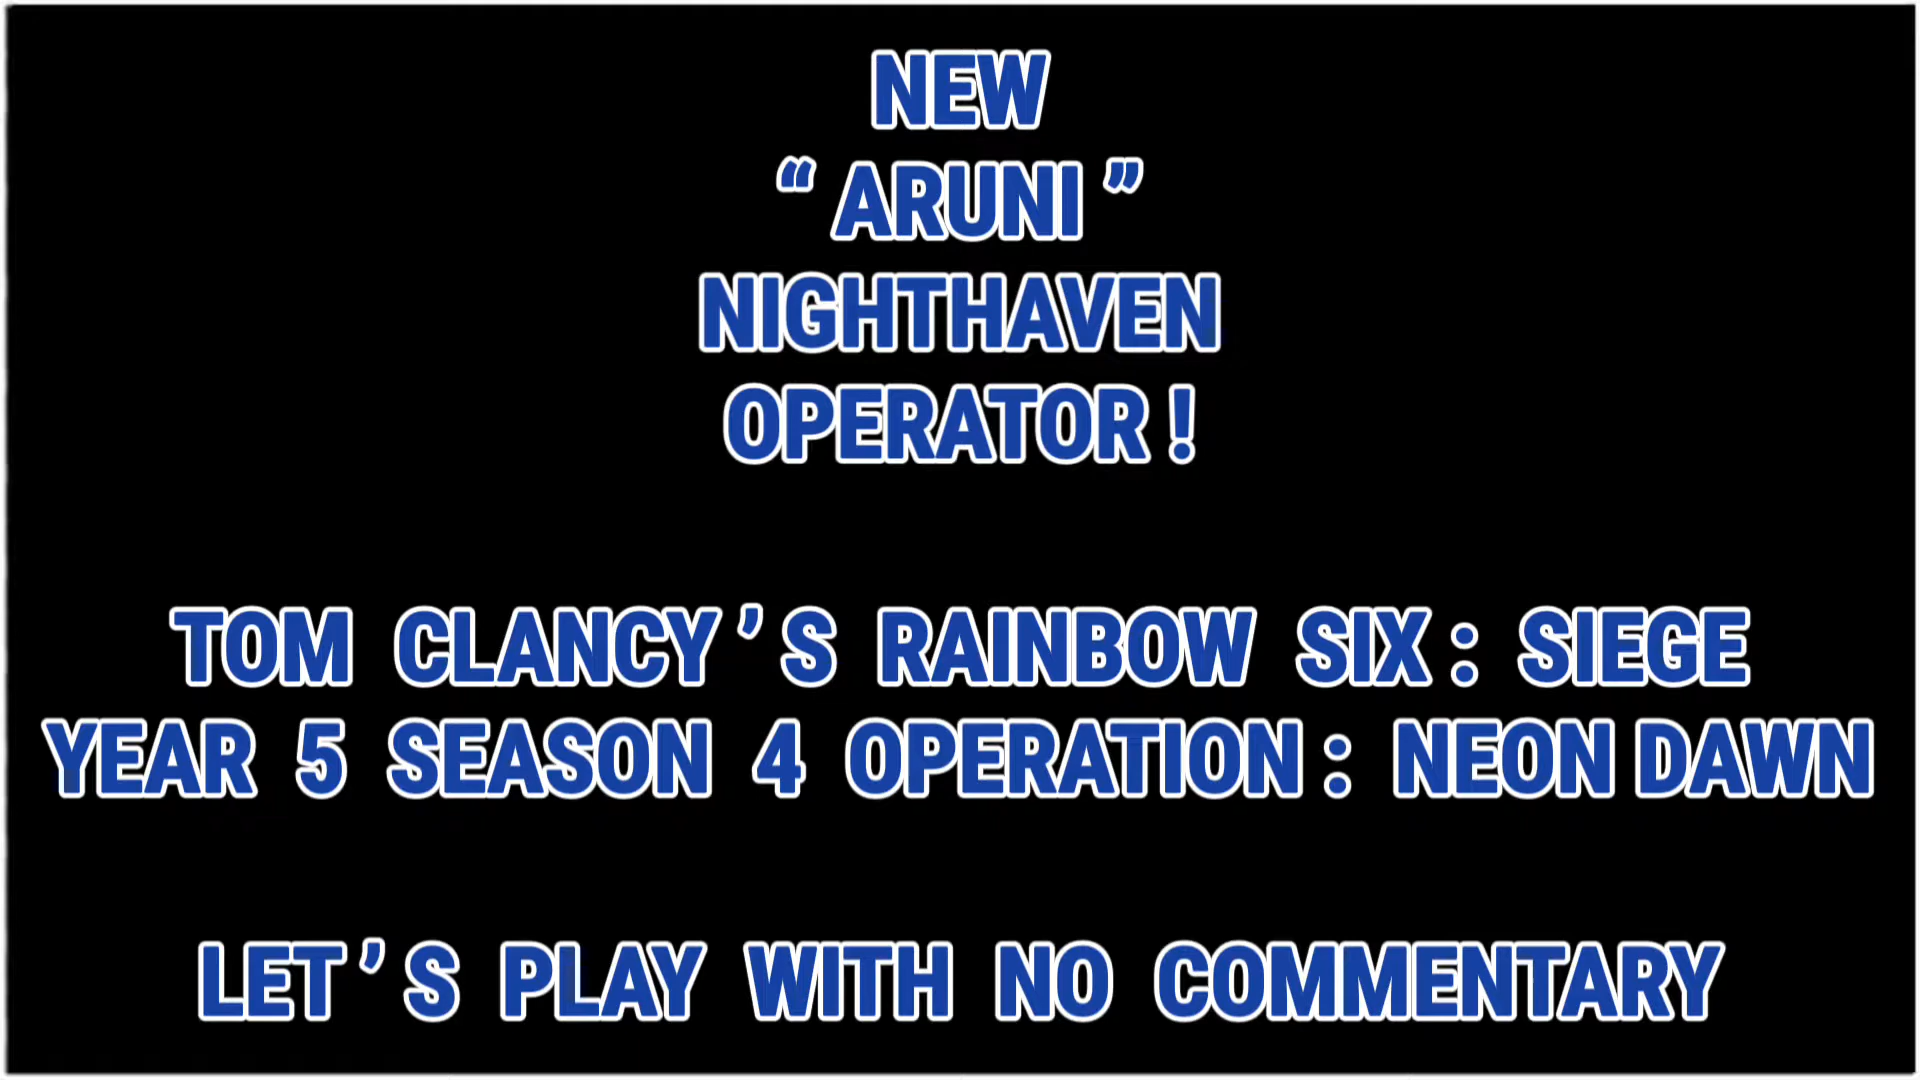 NEW
“ ARUNI ”
NIGHTHAVEN
OPERATOR !
TOM CLANCY ’ S RAINBOW SIX : SIEGE
YEAR 5 SEASON 4 OPERATION : NEON DAWN
LET ’ S PLAY WITH NO COMMENTARY